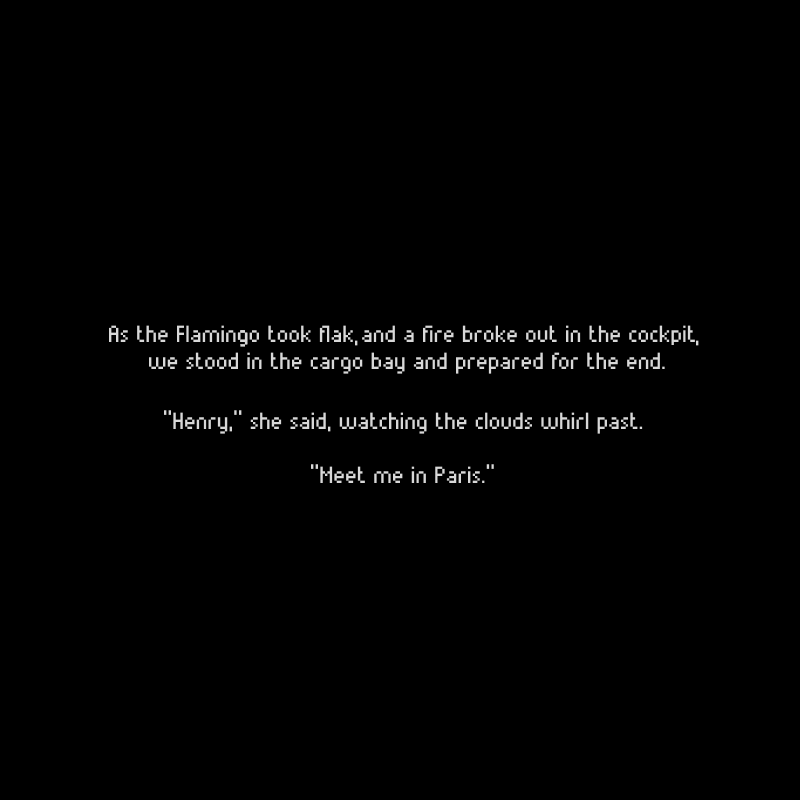 As the Flamingo took flak, and a fire broke out in the cockpit,
we stood in the cargo bay and prepared for the end.
"Henry," she said, watching the clouds whirl past.
"Meet me in Paris."